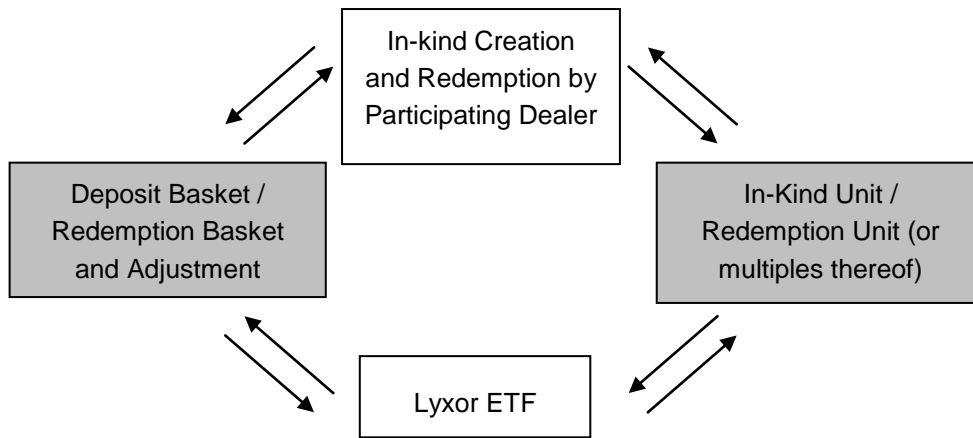 In-kind Creation
and Redemption by
Participating Dealer
Deposit Basket /
Redemption Basket
and Adjustment
In-Kind Unit /
Redemption Unit (or
multiples thereof)
Lyxor ETF